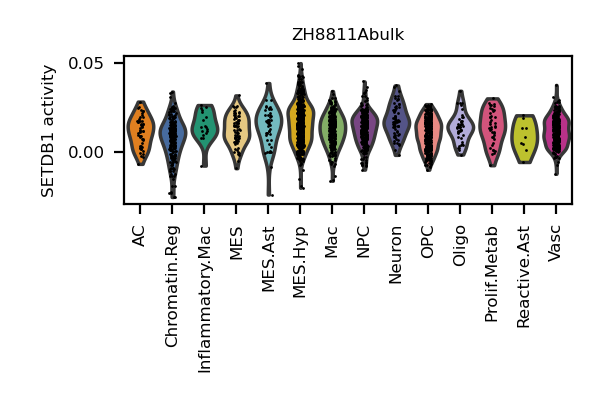 ZH8811Abulk
SETDB1 activity
0.05
0.00
AC
Chromatin.Reg
Inflammatory.Mac
MES
MES.Ast
MES.Hyp
Mac
NPC
Neuron
OPC
Oligo
Prolif.Metab
Reactive.Ast
Vasc